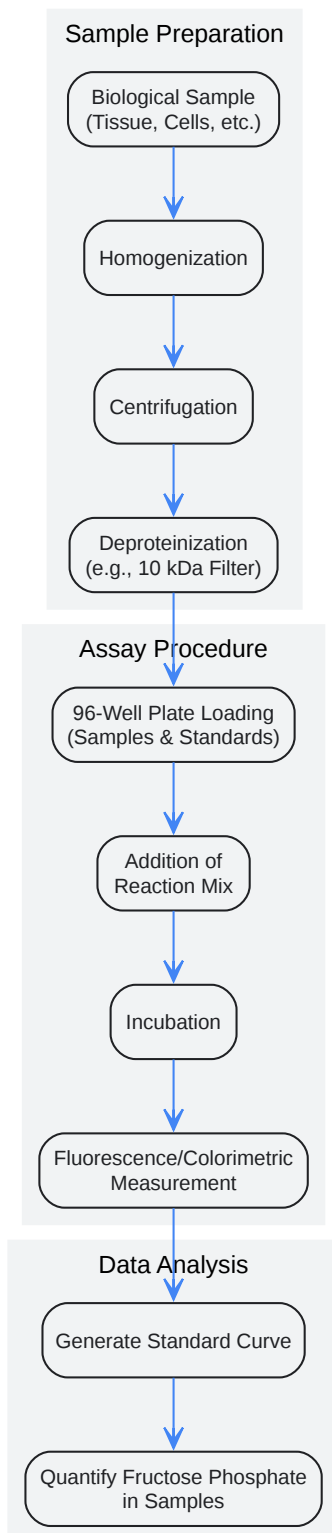 Sample Preparation
Biological Sample
(Tissue, Cells, etc.)
Homogenization
Centrifugation
Deproteinization
(e.g., 10 kDa Filter)
Assay Procedure
96-Well Plate Loading
(Samples & Standards)
Addition of
Reaction Mix
Incubation
Fluorescence/Colorimetric
Measurement
Data Analysis
Generate Standard Curve
Quantify Fructose Phosphate
in Samples